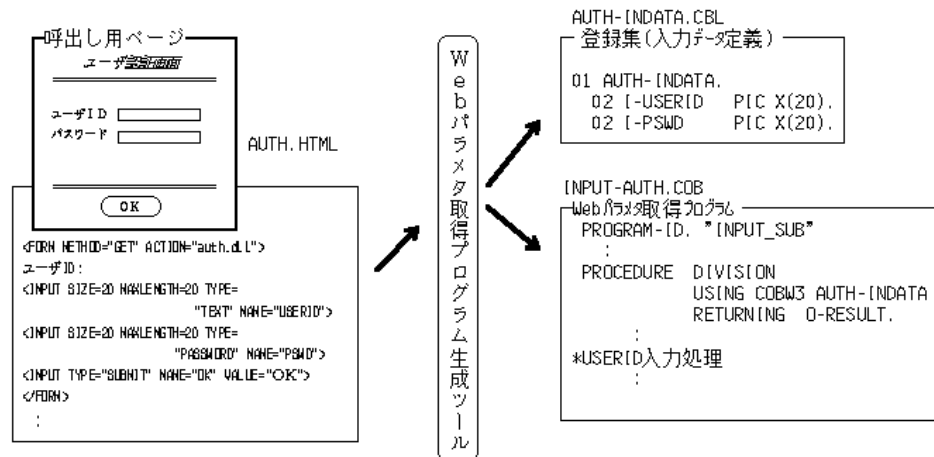 呼出し用ページ
ユーザ登録画面
ユーザID
パスワード
OK
AUTH.HTML
<FORM METHOD="GET" ACTION="auth.dll">
ユーザID:
<INPUT SIZE=20 MAXLENGTH=20 TYPE=
"TEXT" NAME="USERID">
<INPUT SIZE=20 MAXLENGTH=20 TYPE=
"PASSWORD" NAME="PSWD">
<INPUT TYPE="SUBMIT" NAME="OK" VALUE="OK">
</FORM>
:
Webパラメタ取得プログラム生成ツール
AUTH-INDATA.CBL
登録集(入力データ定義)
01 AUTH-INDATA.
02 I-USERID PIC X(20).
02 I-PSWD PIC X(20).
INPUT-AUTH.COB
Webパラメタ取得プログラム
PROGRAM-ID. "INPUT_SUB"
:
PROCEDURE DIVISION
USING COBW3 AUTH-INDATA
RETURNING O-RESULT.
:
*USERID入力処理
: